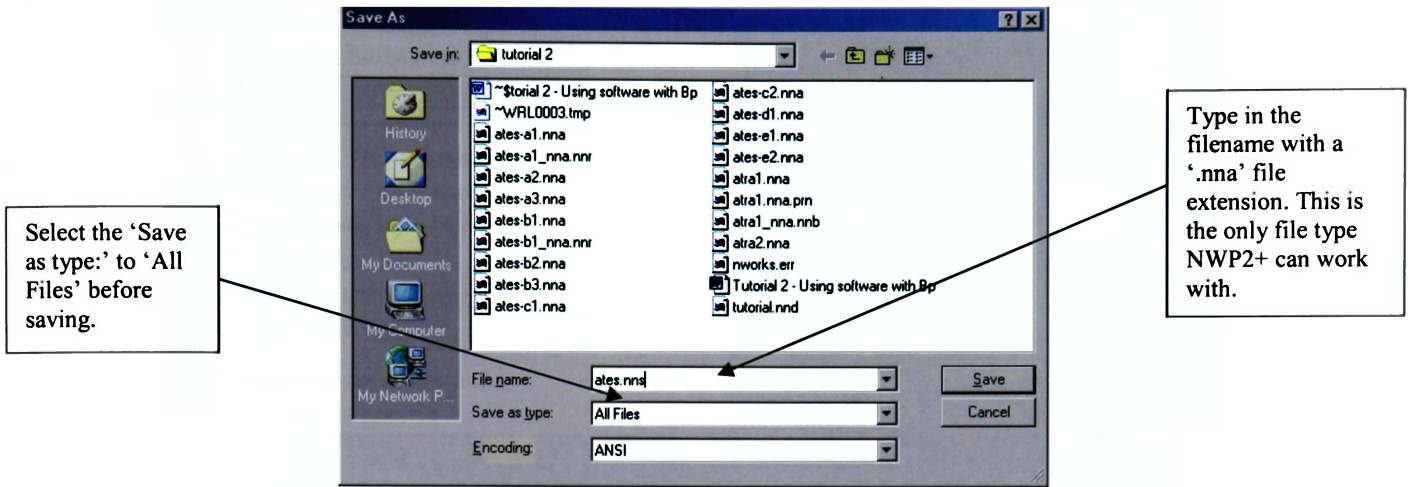 Save As
Save in:
tutorial 2
History
Desktop
My Documents
My Computer
My Network P...
~$torial 2 - Using software with Bp
~WRL0003.tmp
ates-a1.nna
ates-a1_nna.nnr
ates-a2.nna
ates-a3.nna
ates-b1.nna
ates-b1_nna.nnr
ates-b2.nna
ates-b3.nna
ates-c1.nna
ates-c2.nna
ates-d1.nna
ates-e1.nna
ates-e2.nna
atra1.nna
atra1.nna.prn
atra1_nna.nnb
atra2.nna
nworks.err
Tutorial 2 - Using software with Bp
tutorial.nnd
File name:
ates.nns
Save
Save as type:
All Files
Cancel
Encoding:
ANSI
Select the ‘Save
as type:’ to ‘All
Files’ before
saving.
Type in the
filename with a
‘.nna’ file
extension. This is
the only file type
NWP2+ can work
with.